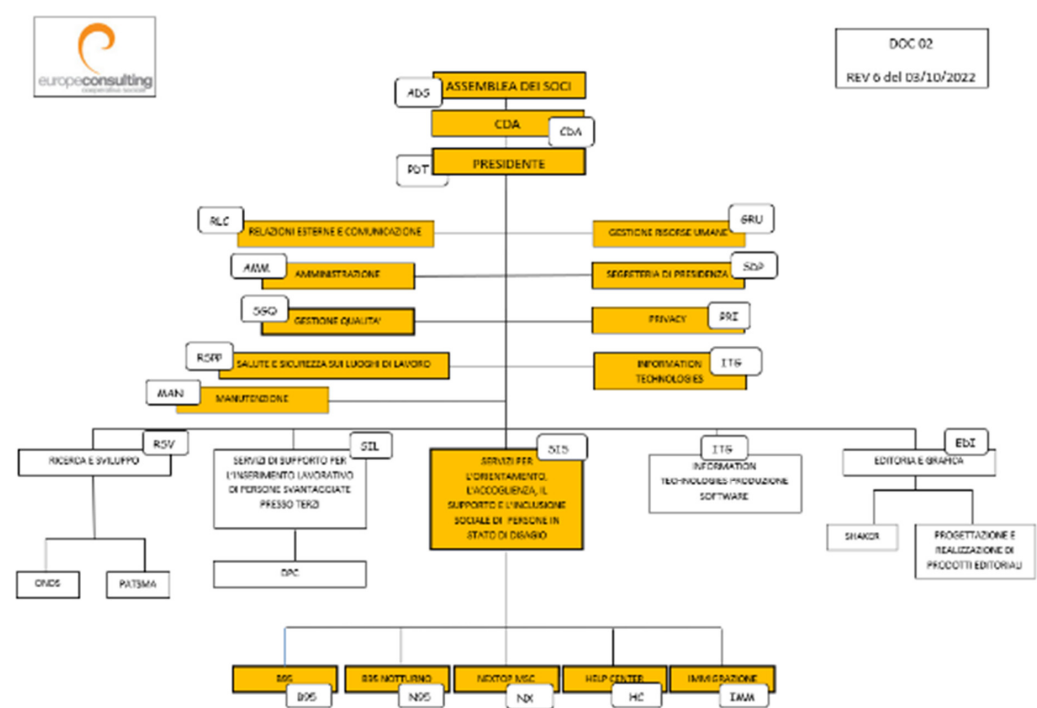 europeconsulting
cooperativa sociale
DOC 02
REV 6 del 03/10/2022
ADS
ASSEMBLEA DEI SOCI
CDA
CDA
PDT
PRESIDENTE
RLC
RELAZIONI ESTERNE E COMUNICAZIONE
GRU
GESTIONE RISORSE UMANE
AMM
AMMINISTRAZIONE
SDP
SEGRETERIA DI PRESIDENZA
SGQ
GESTIONE QUALITA'
PRI
PRIVACY
RSPP
SALUTE E SICUREZZA SUI LUOGHI DI LAVORO
ITG
INFORMATION
TECHNOLOGIES
MAN
MANUTENZIONE
RSV
RICERCA E SVILUPPO
SIL
SERVIZI DI SUPPORTO PER
L'INSERIMENTO LAVORATIVO
DI PERSONE SVANTAGGIATE
PRESSO TERZI
SIS
SERVIZI PER
L'ORIENTAMENTO,
L'ACCOGLIENZA, IL
SUPPORTO E L'INCLUSIONE
SOCIALE DI PERSONE IN
STATO DI DISAGIO
ITG
INFORMATION
TECHNOLOGIES PRODUZIONE
SOFTWARE
EDI
EDITORIA E GRAFICA
ONDS
PATSMA
DPC
SHAKER
PROGETTAZIONE E
REALIZZAZIONE DI
PRODOTTI EDITORIALI
B95
B95
B95 NOTTURNO
N95
NEXTOP MSC
NX
HELP CENTER
HC
IMMIGRAZIONE
IMM